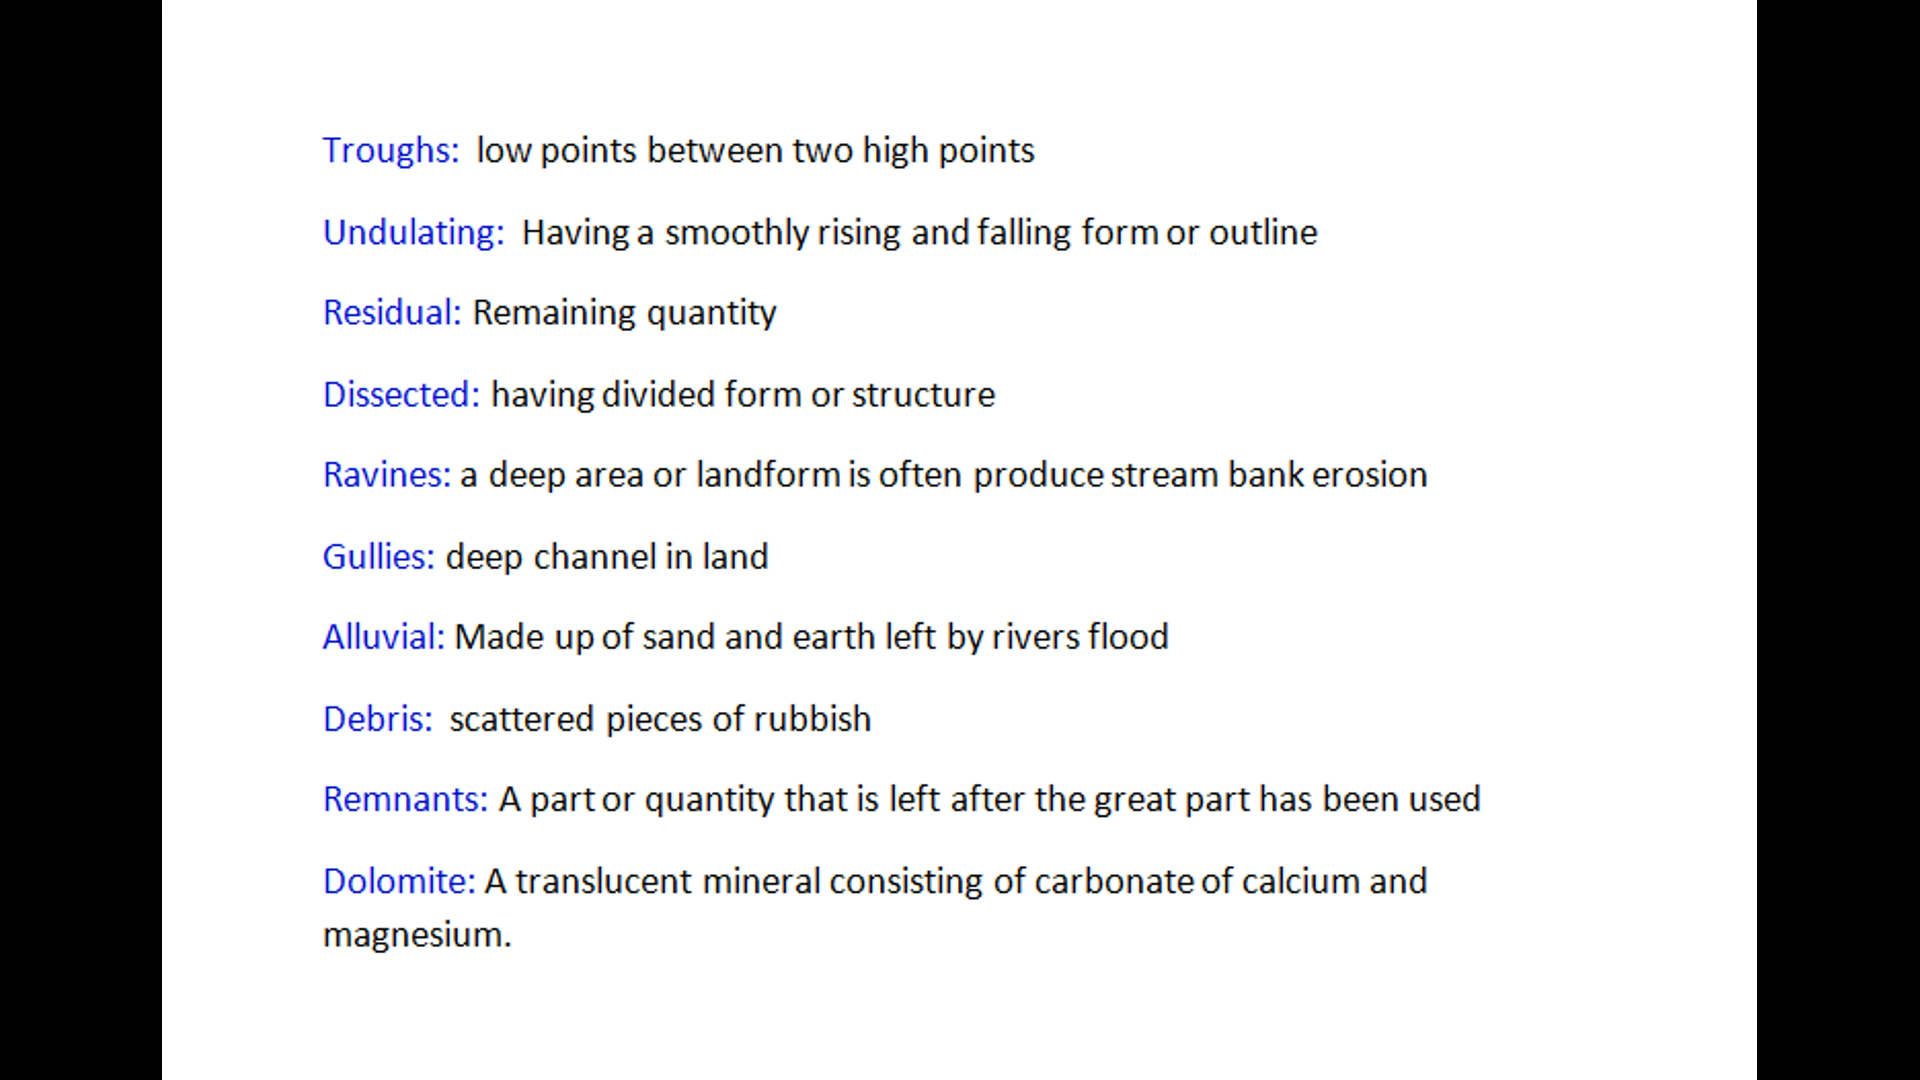 Troughs: low points between two high points
Undulating: Having a smoothly rising and falling form or outline
Residual: Remaining quantity
Dissected: having divided form or structure
Ravines: a deep area or landform is often produce stream bank erosion
Gullies: deep channel in land
Alluvial: Made up of sand and earth left by rivers flood
Debris: scattered pieces of rubbish
Remnants: A part or quantity that is left after the great part has been used
Dolomite: A translucent mineral consisting of carbonate of calcium and
magnesium.